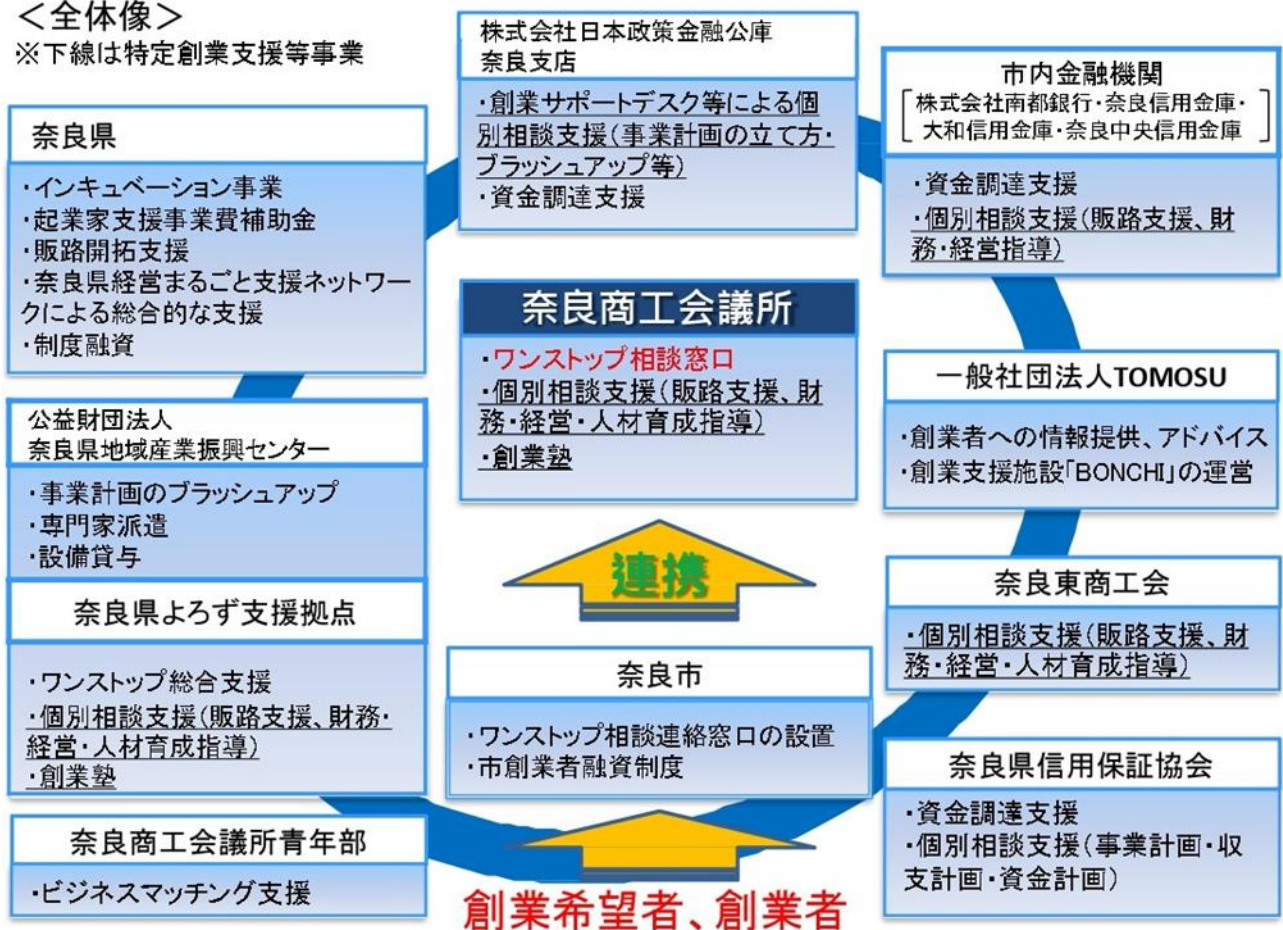 ＜全体像＞
※下線は特定創業支援等事業
奈良県
・インキュベーション事業
・起業家支援事業費補助金
・販路開拓支援
・奈良県経営まるごと支援ネットワー
クによる総合的な支援
・制度融資
公益財団法人
奈良県地域産業振興センター
・事業計画のブラッシュアップ
・専門家派遣
・設備貸与
奈良県よろず支援拠点
・ワンストップ総合支援
・個別相談支援(販路支援、財務・
経営・人材育成指導)
・創業塾
奈良商工会議所青年部
・ビジネスマッチング支援
株式会社日本政策金融公庫
奈良支店
・創業サポートデスク等による個
別相談支援(事業計画の立て方・
ブラッシュアップ等)
・資金調達支援
奈良商工会議所
・ワンストップ相談窓口
・個別相談支援(販路支援、財
務・経営・人材育成指導)
・創業塾
連携
奈良市
・ワンストップ相談連絡窓口の設置
・市創業者融資制度
創業希望者、創業者
市内金融機関
株式会社南都銀行・奈良信用金庫・
大和信用金庫・奈良中央信用金庫
・資金調達支援
・個別相談支援(販路支援、財
務・経営指導)
一般社団法人TOMOSU
・創業者への情報提供、アドバイス
・創業支援施設「BONCHI」の運営
奈良東商工会
・個別相談支援(販路支援、財
務・経営・人材育成指導)
奈良県信用保証協会
・資金調達支援
・個別相談支援(事業計画・収
支計画・資金計画)